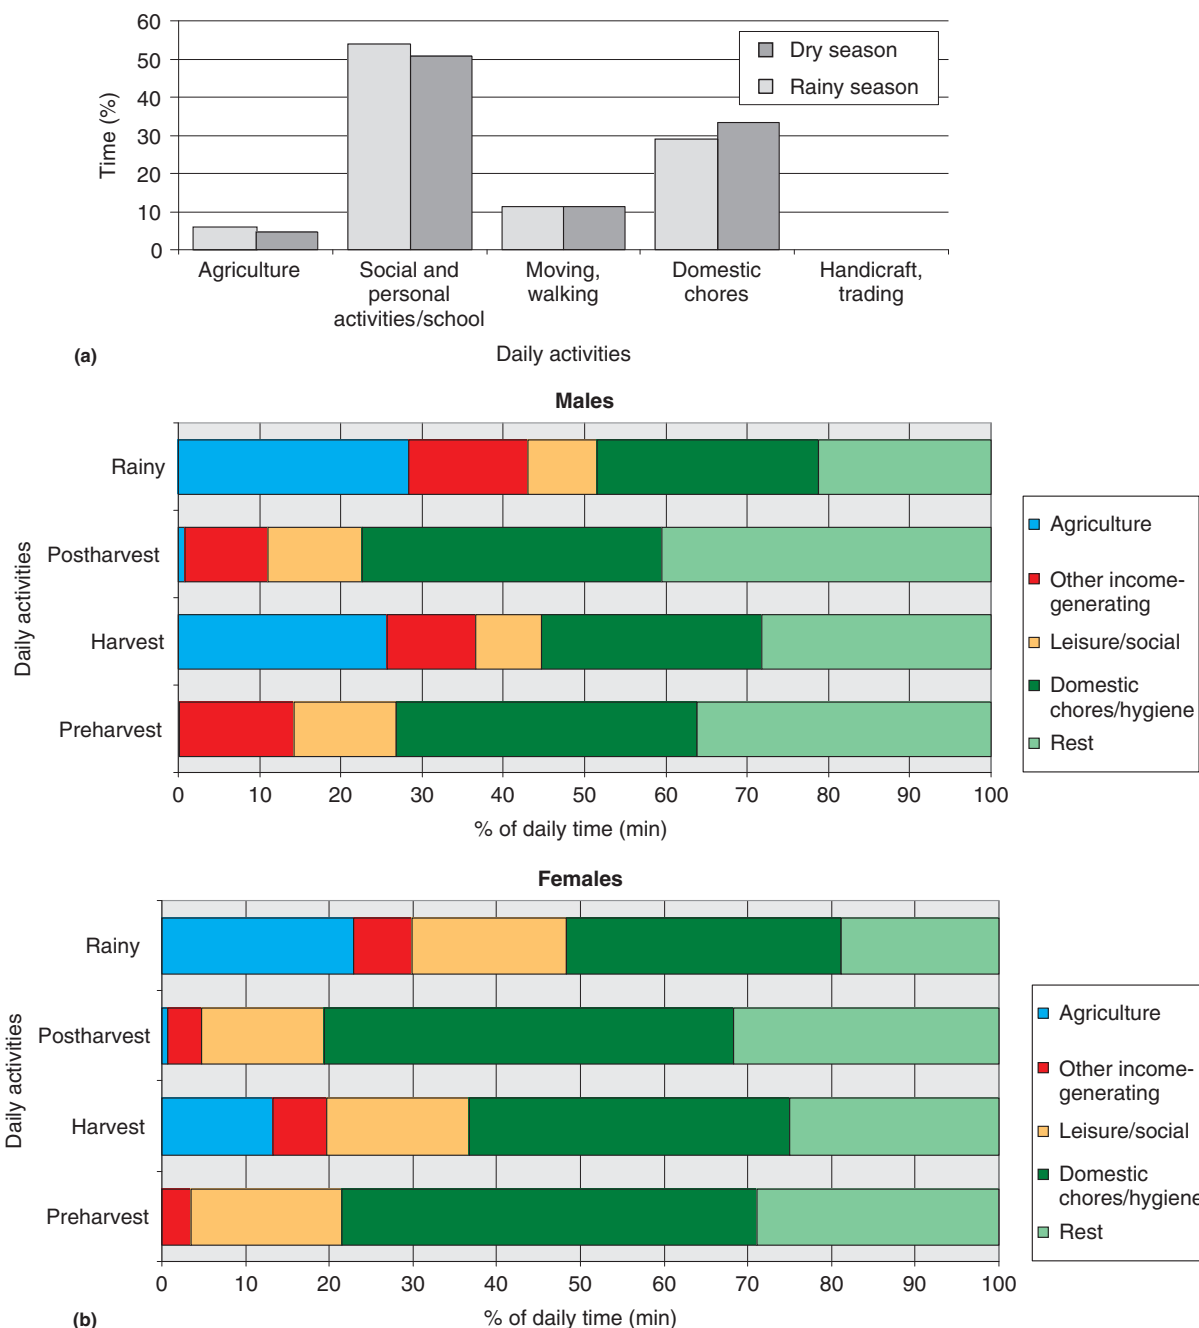 60
50
40
30
20
10
0
Time (%)
Dry season
Rainy season
Agriculture
Social and
personal
activities/school
Moving,
walking
Domestic
chores
Handicraft,
trading
Daily activities
(a)
Males
Daily activities
Rainy
Postharvest
Harvest
Preharvest
0 10 20 30 40 50 60 70 80 90 100
% of daily time (min)
Agriculture
Other income-
generating
Leisure/social
Domestic
chores/hygiene
Rest
Females
Daily activities
Rainy
Postharvest
Harvest
Preharvest
0 10 20 30 40 50 60 70 80 90 100
% of daily time (min)
Agriculture
Other income-
generating
Leisure/social
Domestic
chores/hygiene
Rest
(b)